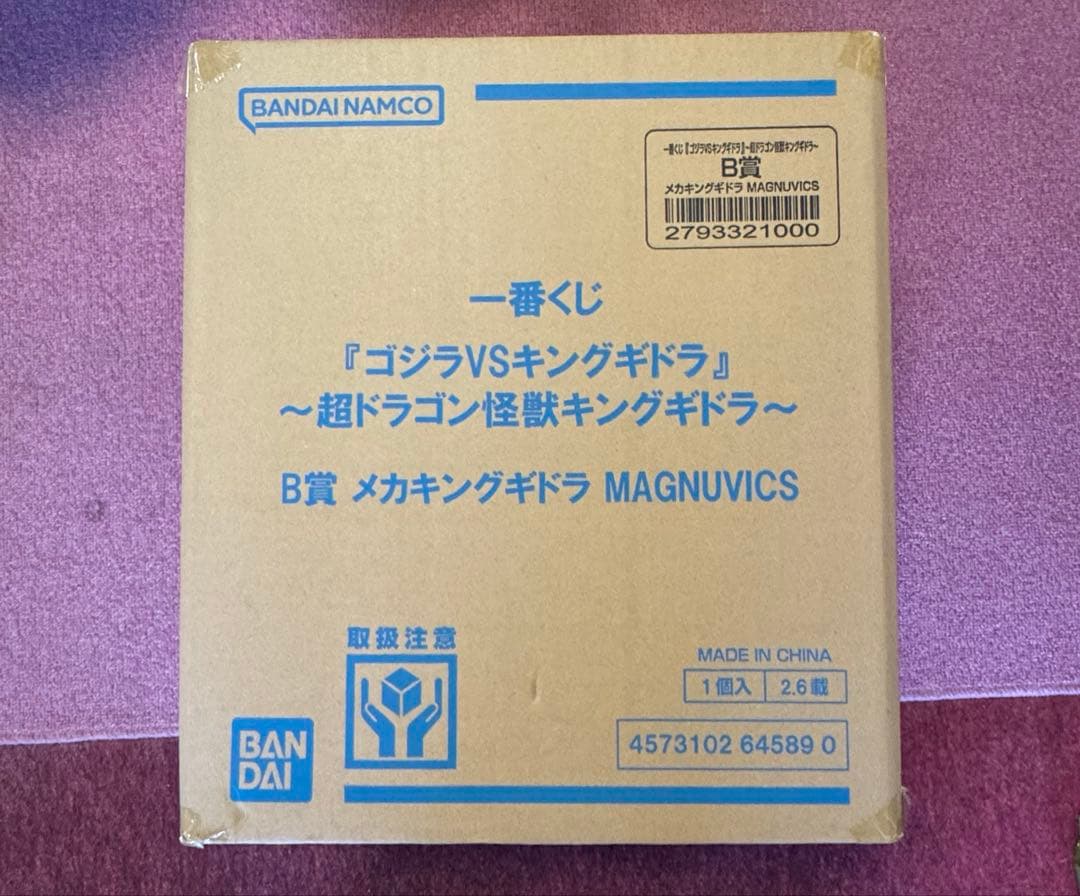 BANDAI NAMCO
一番くじ『ゴジラVSキングギドラ』~超ドラゴン怪獣キングギドラ~
B賞
メカキングギドラ MAGNUVICS
2793321000
一番くじ
『ゴジラVSキングギドラ』
~超ドラゴン怪獣キングギドラ~
B賞 メカキングギドラ MAGNUVICS
取扱注意
MADE IN CHINA
1個入 2.6載
4573102 64589 0
BAN
DAI